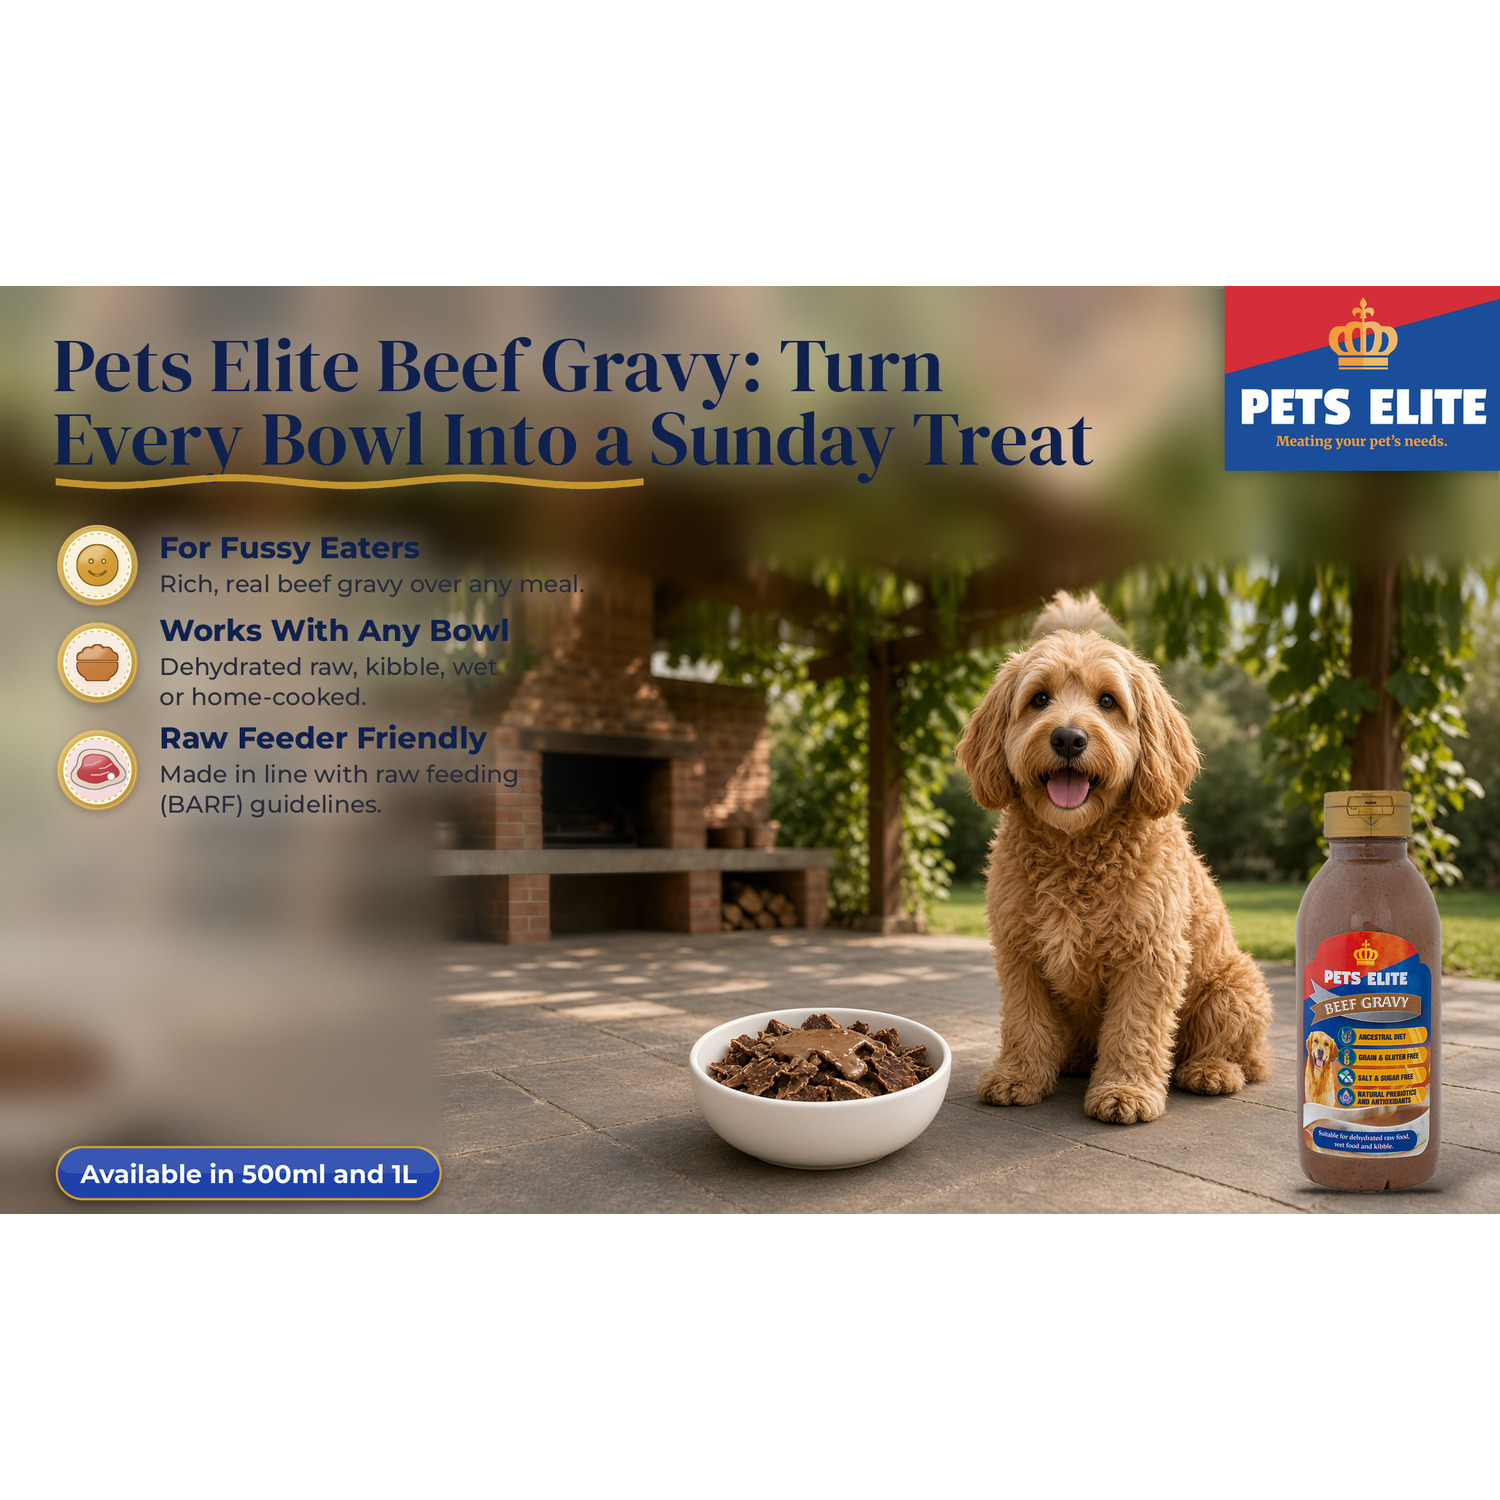 Pets Elite Beef Gravy: Turn
Every Bowl Into a Sunday Treat
PETS ELITE
Meating your pet's needs.
For Fussy Eaters
Rich, real beef gravy over any meal.
Works With Any Bowl
Dehydrated raw, kibble, wet
or home-cooked.
Raw Feeder Friendly
Made in line with raw feeding
(BARF) guidelines.
PETS ELITE
BEEF GRAVY
ANCESTRAL DIET
GRAIN & GLUTEN FREE
SALT & SUGAR FREE
NATURAL PREBIOTICS
AND ANTIOXIDANTS
Suitable for dehydrated raw food,
wet food and kibble.
Available in 500ml and 1L